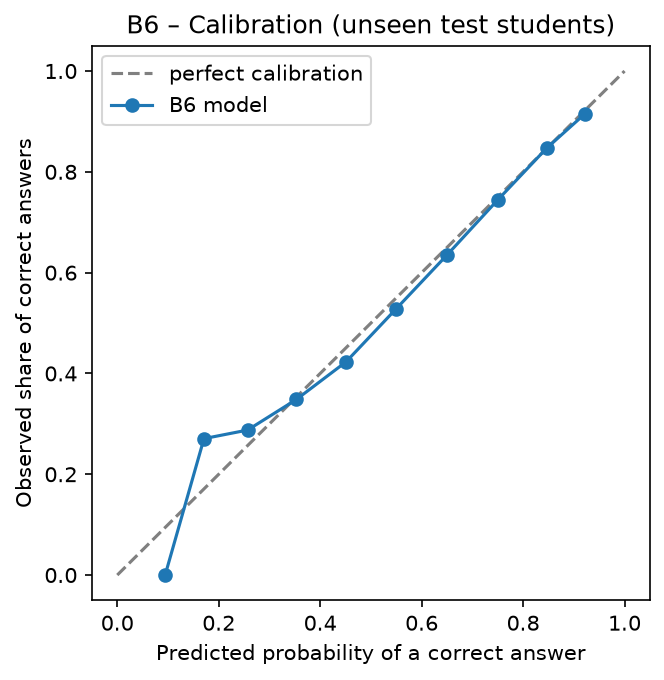 B6 – Calibration (unseen test students)
perfect calibration
B6 model
Observed share of correct answers
1.0
0.8
0.6
0.4
0.2
0.0
0.0 0.2 0.4 0.6 0.8 1.0
Predicted probability of a correct answer